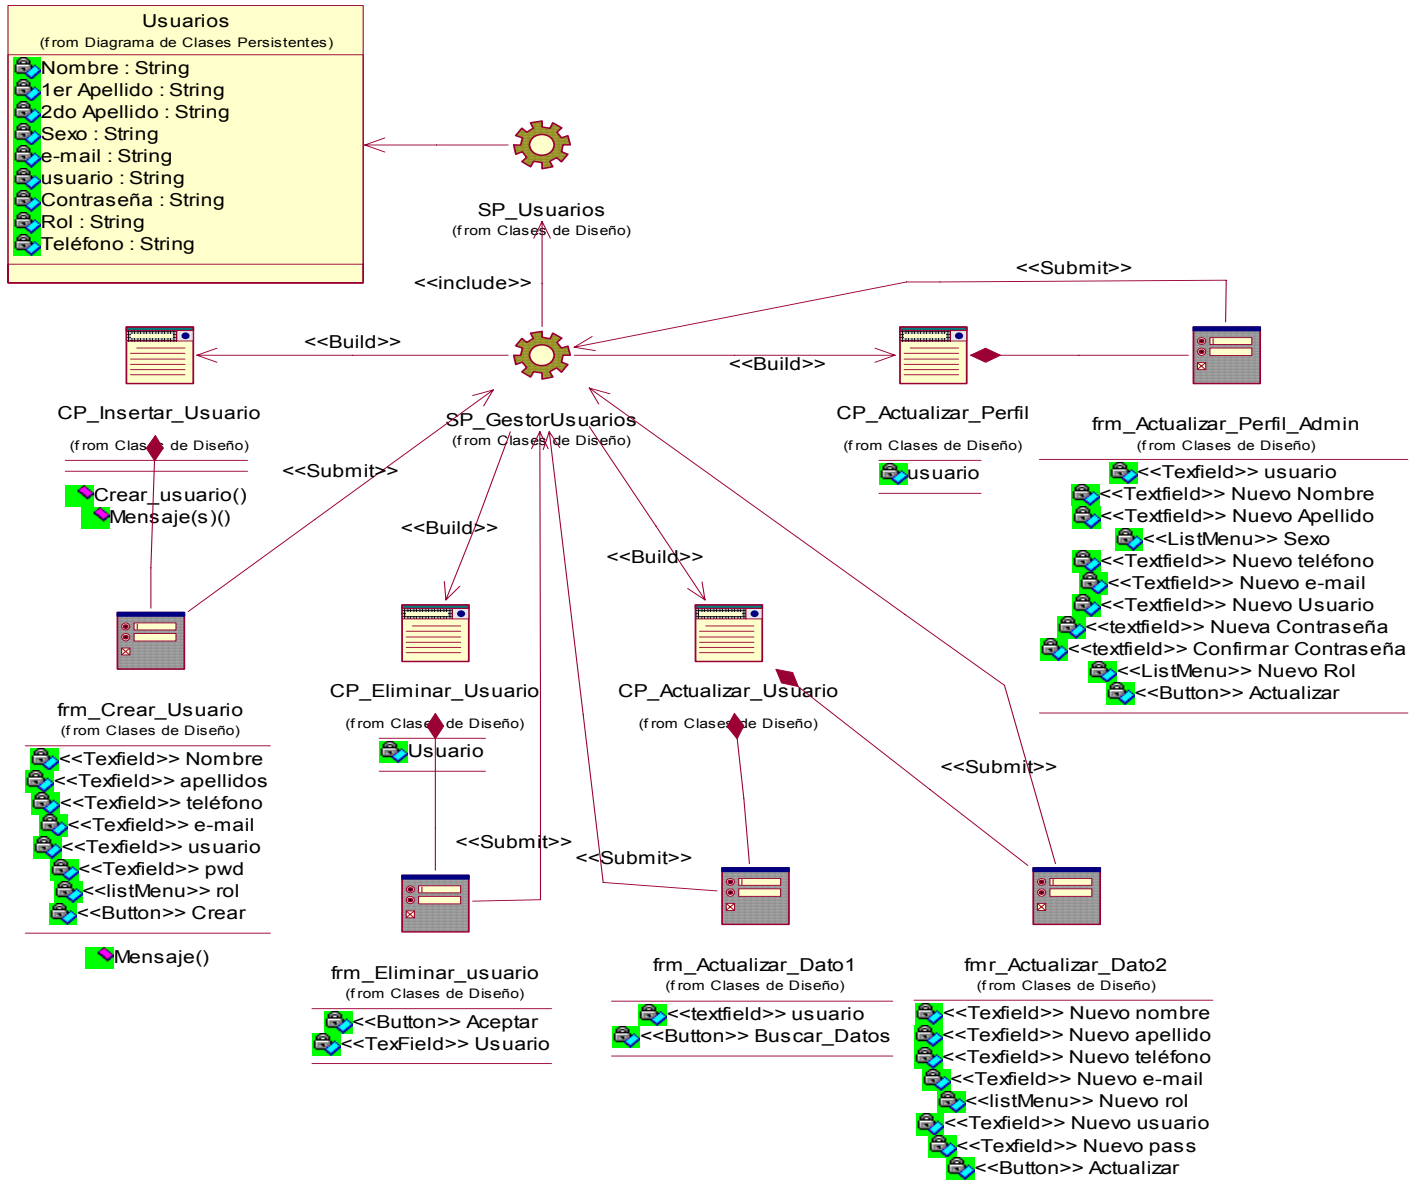 Usuarios
(from Diagrama de Clases Persistentes)
Nombre : String
1er Apellido : String
2do Apellido : String
Sexo : String
e-mail : String
usuario : String
Contraseña : String
Rol : String
Teléfono : String
SP_Usuarios
(from Clases de Diseño)
<<include>>
<<Submit>>
<<Build>>
<<Build>>
CP_Insertar_Usuario
(from Clases de Diseño)
Crear_usuario()
Mensaje(s)()
SP_GestorUsuarios
(from Clases de Diseño)
CP_Actualizar_Perfil
(from Clases de Diseño)
usuario
frm_Actualizar_Perfil_Admin
(from Clases de Diseño)
<<Texfield>> usuario
<<Textfield>> Nuevo Nombre
<<Textfield>> Nuevo Apellido
<<ListMenu>> Sexo
<<Textfield>> Nuevo teléfono
<<Textfield>> Nuevo e-mail
<<Textfield>> Nuevo Usuario
<<textfield>> Nueva Contraseña
<<textfield>> Confirmar Contraseña
<<ListMenu>> Nuevo Rol
<<Button>> Actualizar
<<Submit>>
<<Build>>
<<Build>>
frm_Crear_Usuario
(from Clases de Diseño)
<<Texfield>> Nombre
<<Texfield>> apellidos
<<Texfield>> teléfono
<<Texfield>> e-mail
<<Texfield>> usuario
<<Texfield>> pwd
<<listMenu>> rol
<<Button>> Crear
Mensaje()
CP_Eliminar_Usuario
(from Clases de Diseño)
Usuario
CP_Actualizar_Usuario
(from Clases de Diseño)
<<Submit>>
<<Submit>>
<<Submit>>
frm_Eliminar_usuario
(from Clases de Diseño)
<<Button>> Aceptar
<<TexField>> Usuario
frm_Actualizar_Dato1
(from Clases de Diseño)
<<textfield>> usuario
<<Button>> Buscar_Datos
fmr_Actualizar_Dato2
(from Clases de Diseño)
<<Texfield>> Nuevo nombre
<<Texfield>> Nuevo apellido
<<Texfield>> Nuevo teléfono
<<Texfield>> Nuevo e-mail
<<listMenu>> Nuevo rol
<<Texfield>> Nuevo usuario
<<Texfield>> Nuevo pass
<<Button>> Actualizar